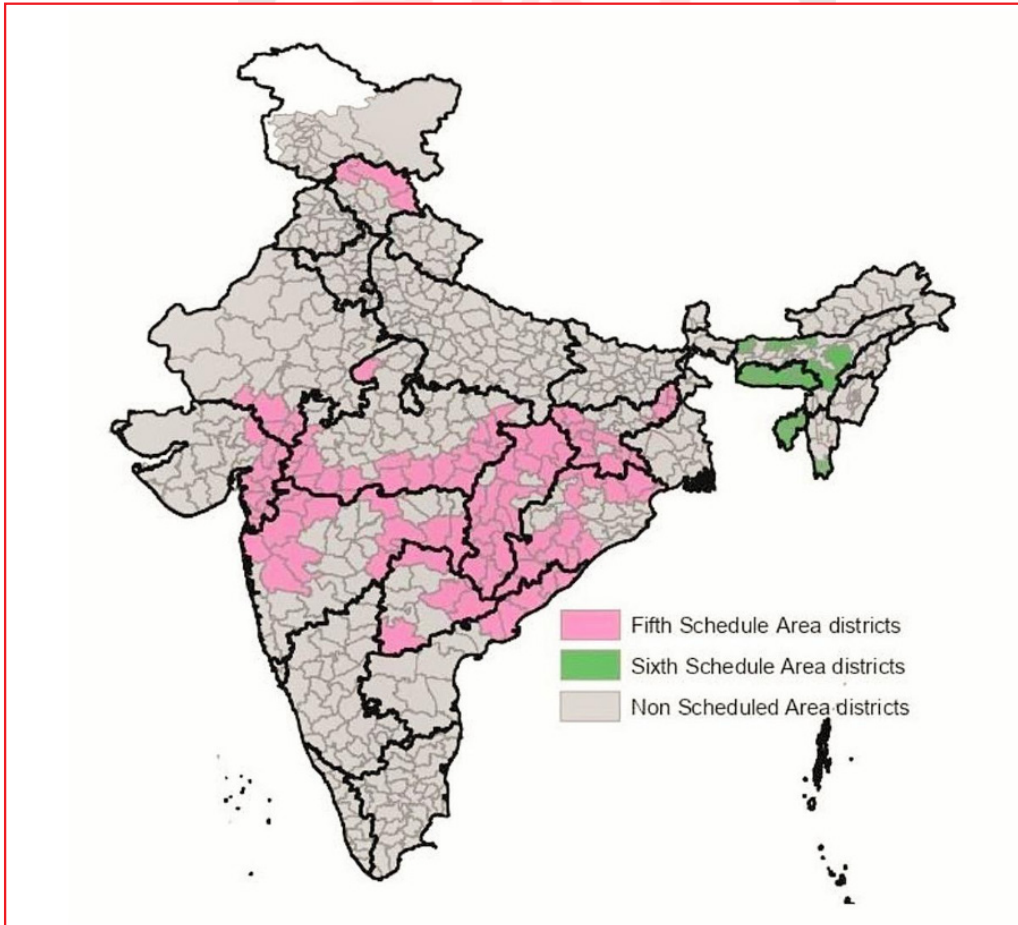 Fifth Schedule Area districts
Sixth Schedule Area districts
Non Scheduled Area districts